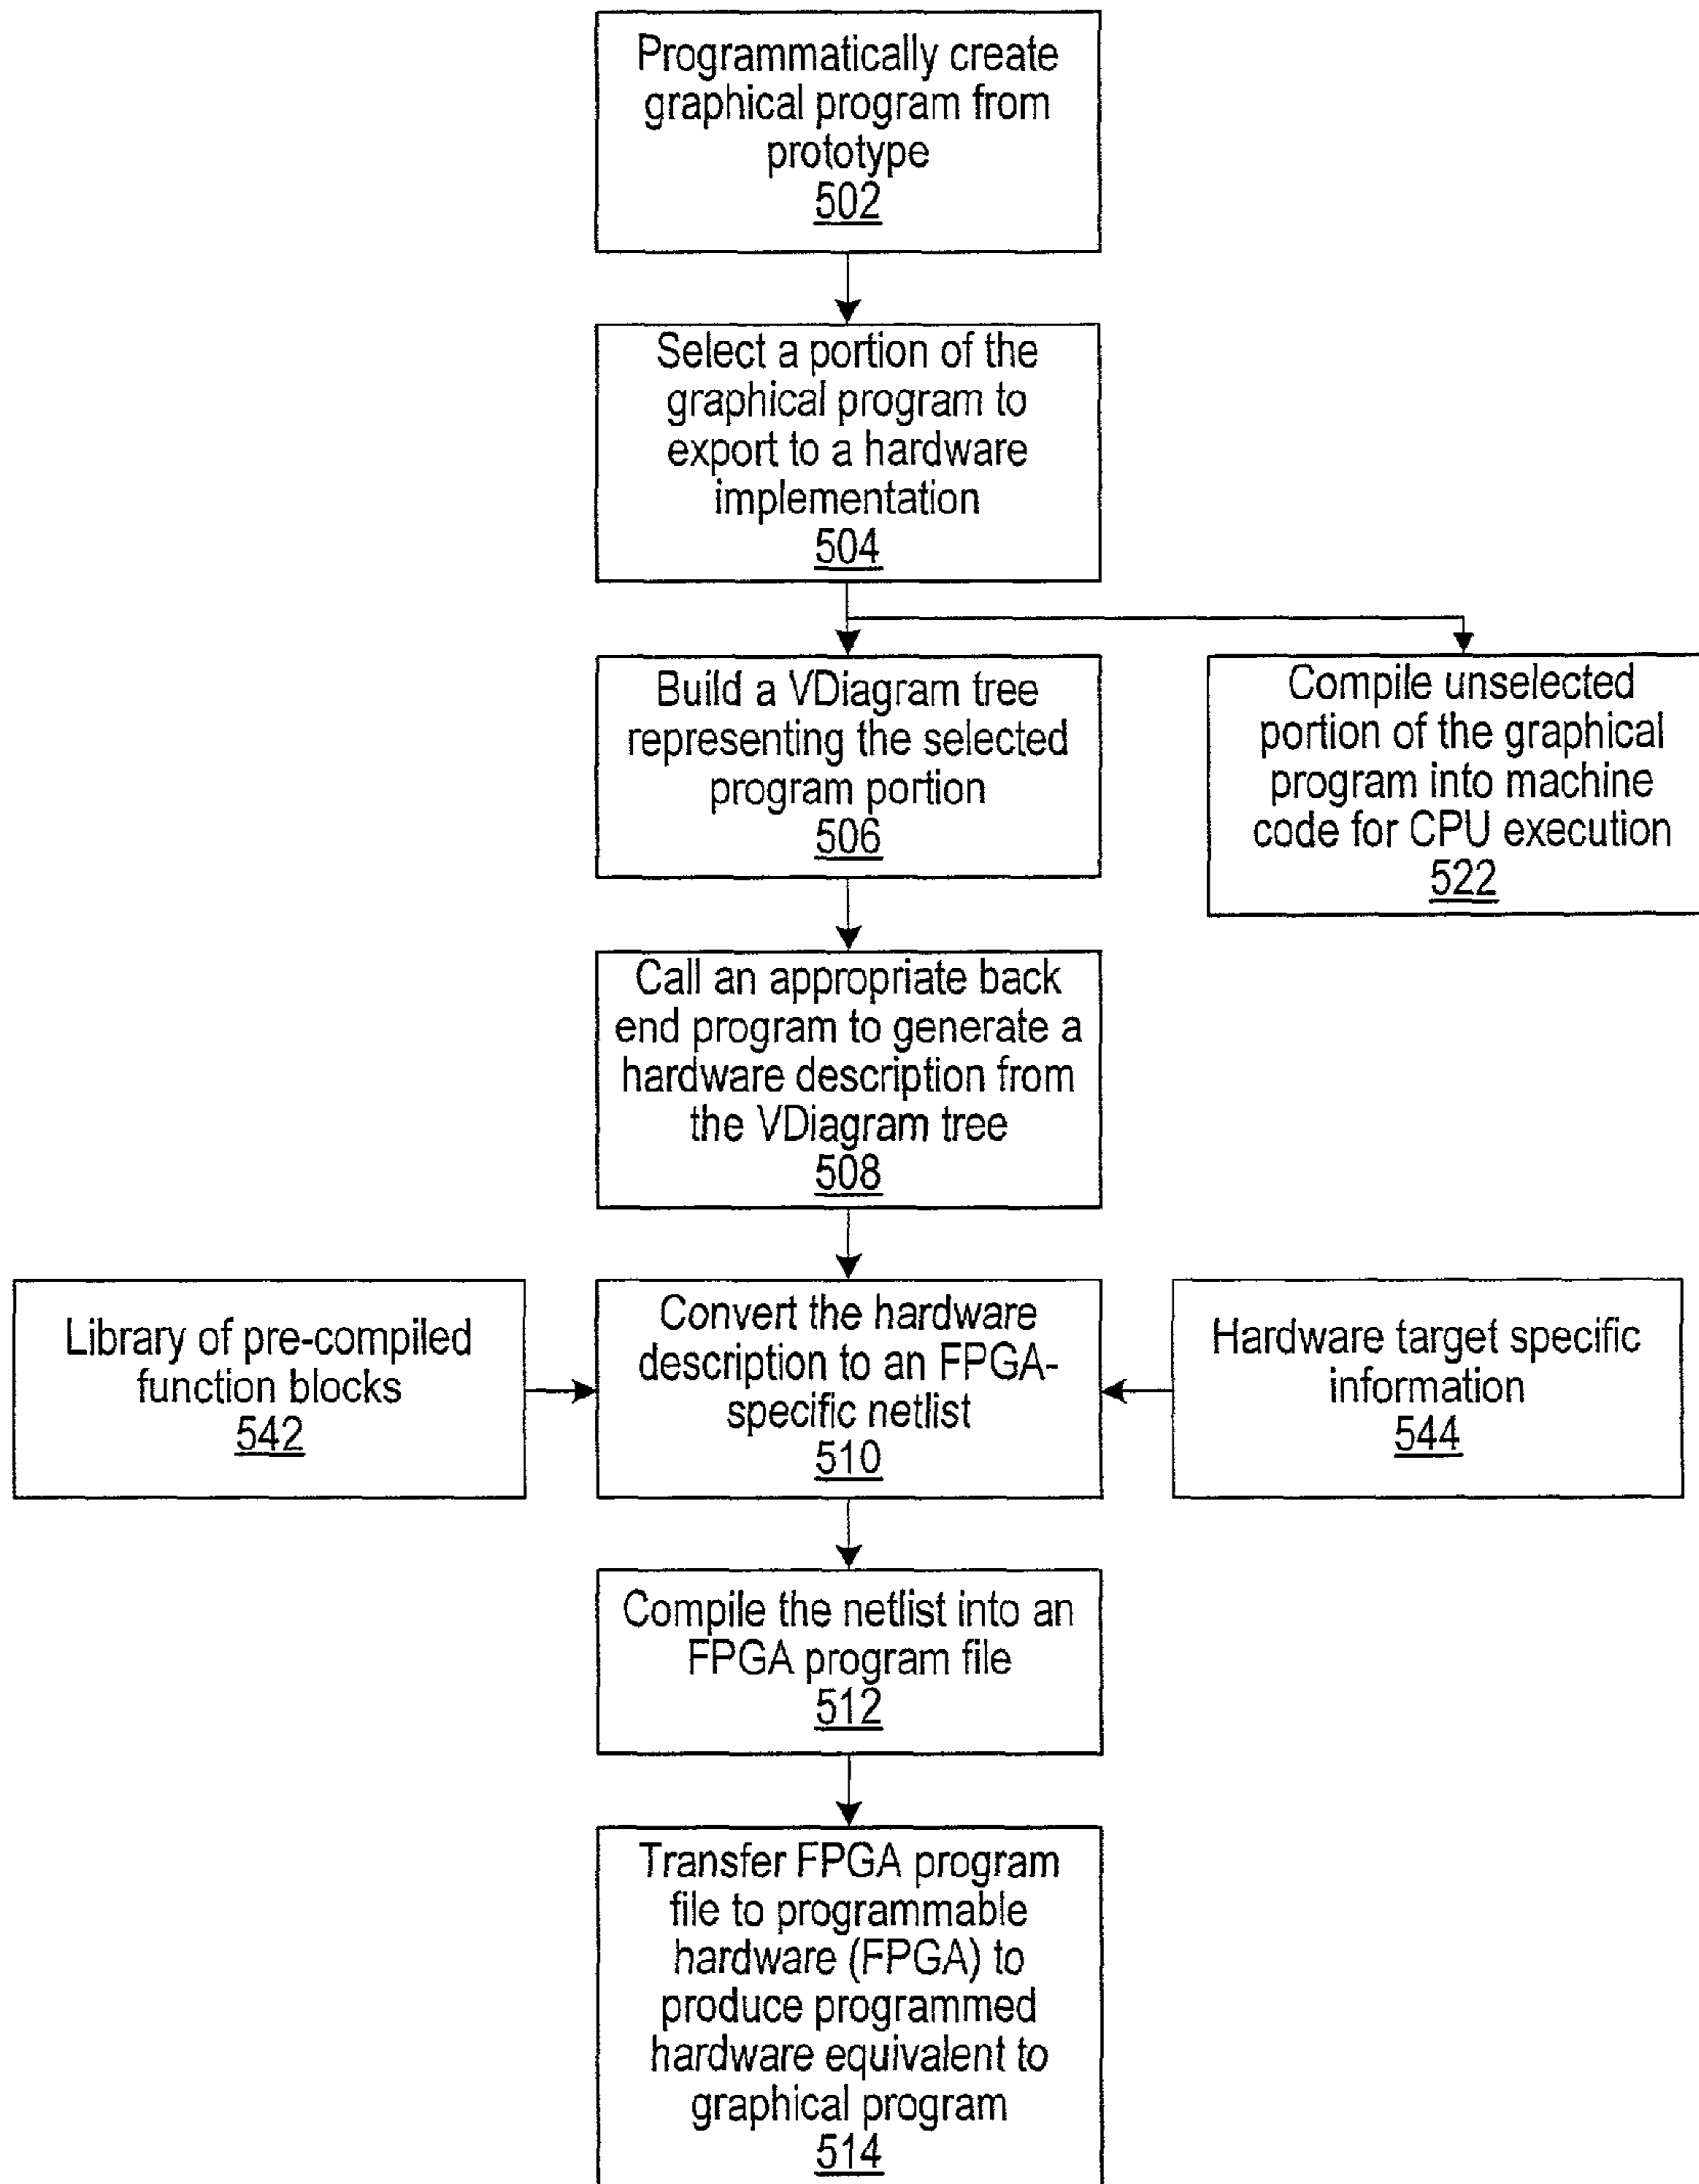 Programmatically create
graphical program from
prototype
502
Select a portion of the
graphical program to
export to a hardware
implementation
504
Build a VDiagram tree
representing the selected
program portion
506
Compile unselected
portion of the graphical
program into machine
code for CPU execution
522
Call an appropriate back
end program to generate a
hardware description from
the VDiagram tree
508
Library of pre-compiled
function blocks
542
Convert the hardware
description to an FPGA-
specific netlist
510
Hardware target specific
information
544
Compile the netlist into an
FPGA program file
512
Transfer FPGA program
file to programmable
hardware (FPGA) to
produce programmed
hardware equivalent to
graphical program
514